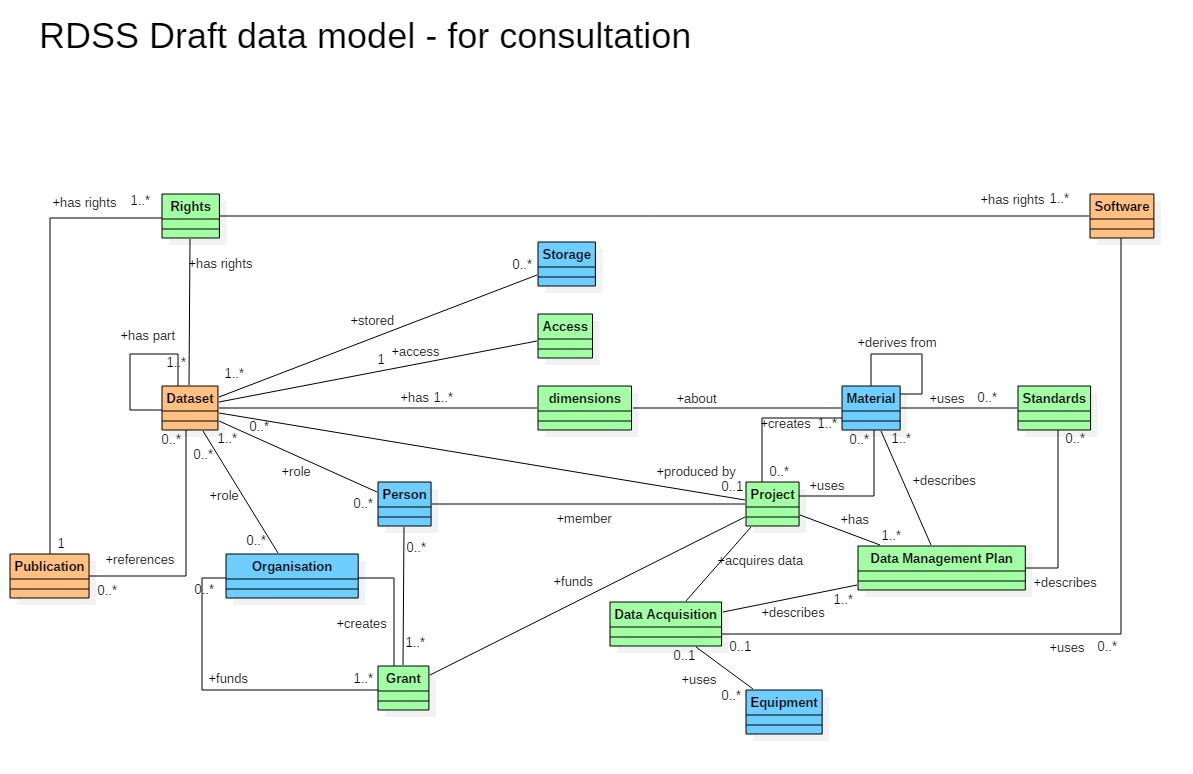 RDSS Draft data model - for consultation
+has rights 1..*
Rights
+has rights 1..*
Software
+has rights
Storage
0..*
+stored
Access
+access
1
+has part
1..*
1..*
+derives from
Dataset
+has 1..*
dimensions
+about
Material
+uses 0..*
Standards
0..*
1..*
0..*
+creates 1..*
0..*
1..*
0..*
0..*
+role
+produced by
0..*
0..1
+uses
+describes
+role
Person
0..*
Project
+member
+has
1..*
0..*
0..*
1
+references
Publication
0..*
Organisation
0..*
Data Management Plan
+acquires data
+funds
+describes
1..*
+describes
Data Acquisition
+creates
1..*
0..1
0..1
+uses 0..*
+funds
1..*
Grant
+uses
0..*
Equipment